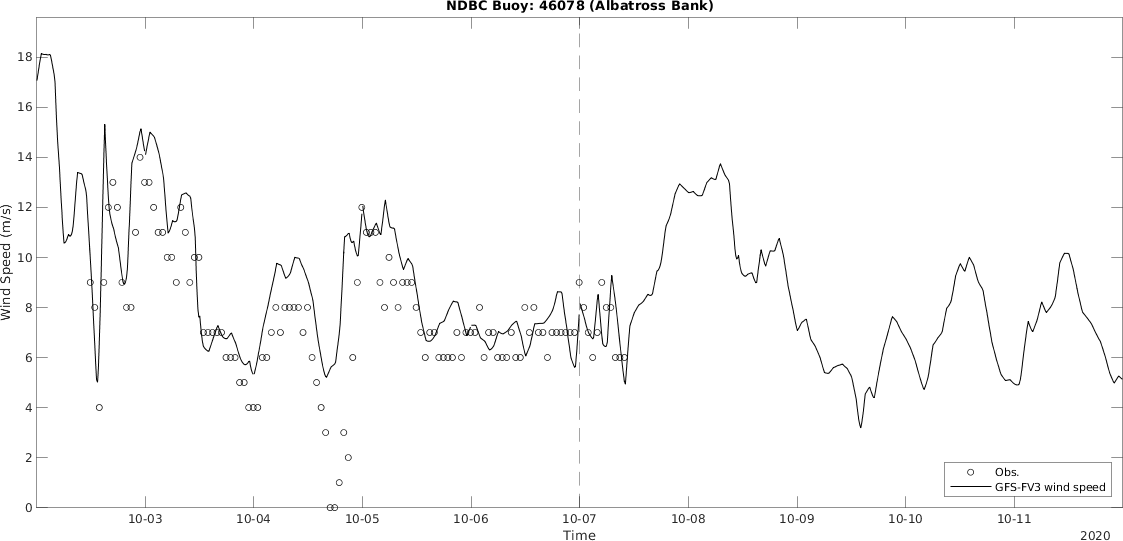 NDBC Buoy: 46078 (Albatross Bank)
18
16
14
12
10
8
6
4
2
0
Wind Speed (m/s)
Obs.
GFS-FV3 wind speed
10-03 10-04 10-05 10-06 10-07 10-08 10-09 10-10 10-11
Time
2020